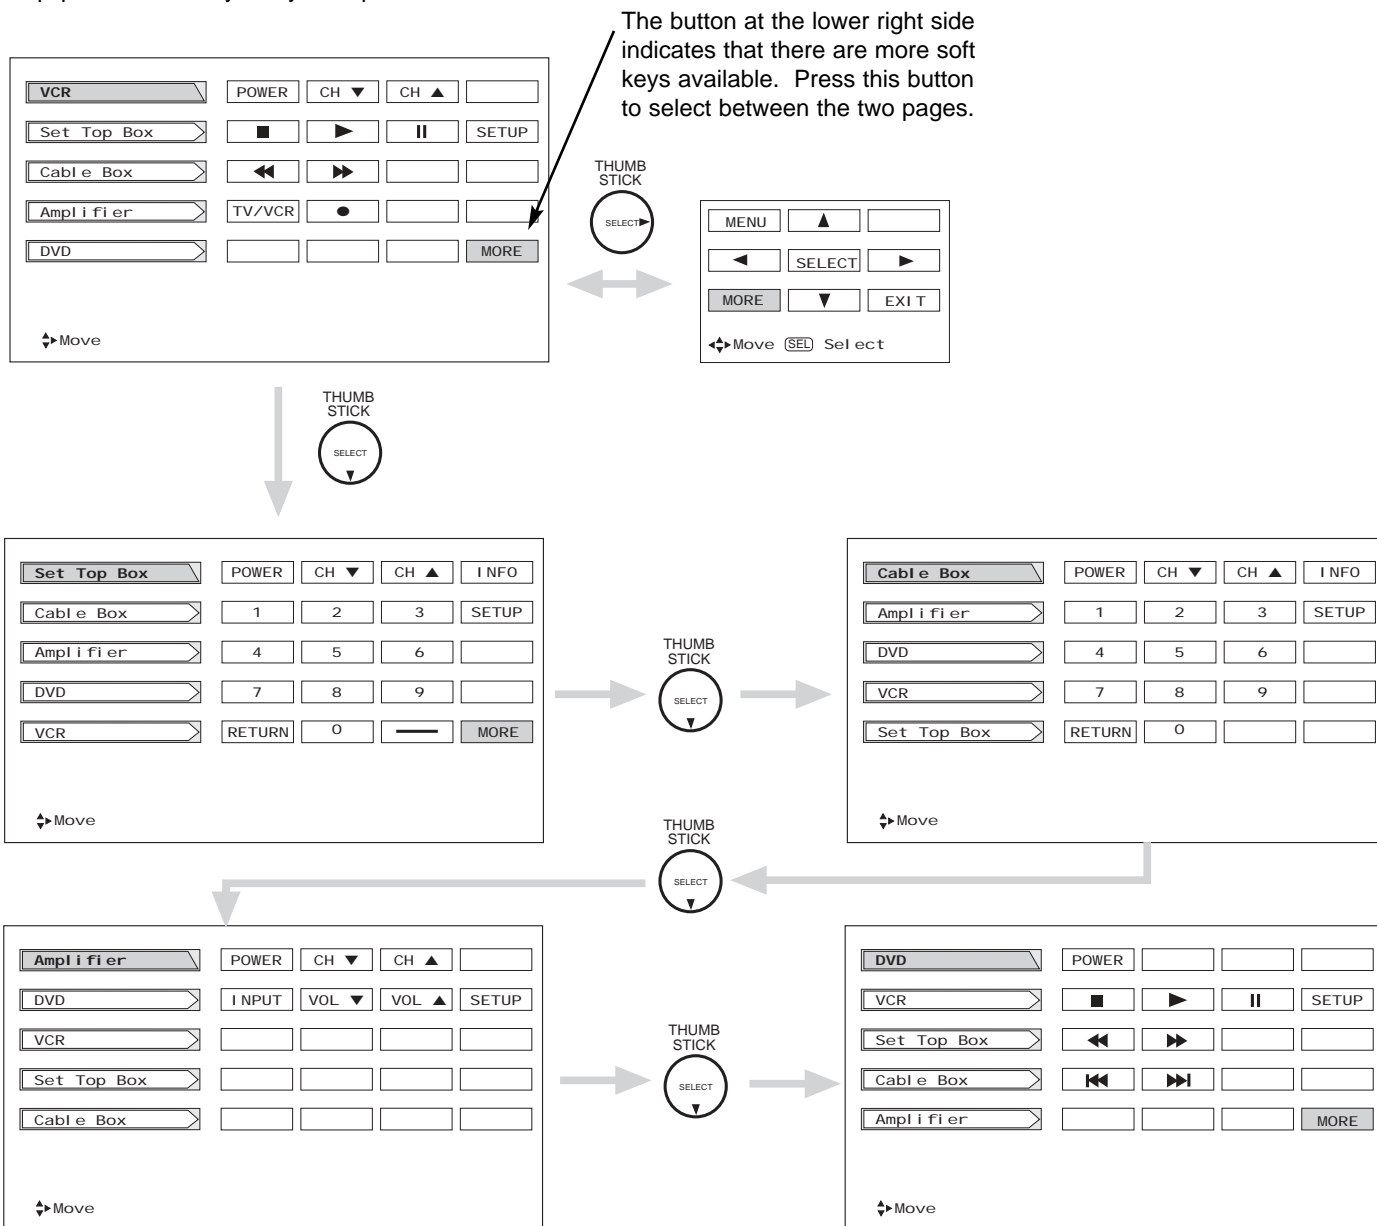 The button at the lower right side
indicates that there are more soft
keys available. Press this button
to select between the two pages.
VCR POWER CH ▼ CH ▲
Set Top Box ■ ▶ II SETUP
Cable Box ◀◀ ▶▶
Amplifier TV/VCR ●
DVD MORE
Move
THUMB
STICK
SELECT▶
MENU ▲
◀ SELECT ▶
MORE ▼ EXIT
Move SEL Select
THUMB
STICK
SELECT
▼
Set Top Box POWER CH ▼ CH ▲ INFO
Cable Box 1 2 3 SETUP
Amplifier 4 5 6
DVD 7 8 9
VCR RETURN 0 — MORE
Move
THUMB
STICK
SELECT
▼
Cable Box POWER CH ▼ CH ▲ INFO
Amplifier 1 2 3 SETUP
DVD 4 5 6
VCR 7 8 9
Set Top Box RETURN 0
Move
THUMB
STICK
SELECT
▼
Amplifier POWER CH ▼ CH ▲
DVD INPUT VOL ▼ VOL ▲ SETUP
VCR
Set Top Box
Cable Box
Move
THUMB
STICK
SELECT
▼
DVD POWER
VCR ■ ▶ II SETUP
Set Top Box ◀◀ ▶▶
Cable Box |◀◀ ▶▶|
Amplifier MORE
Move